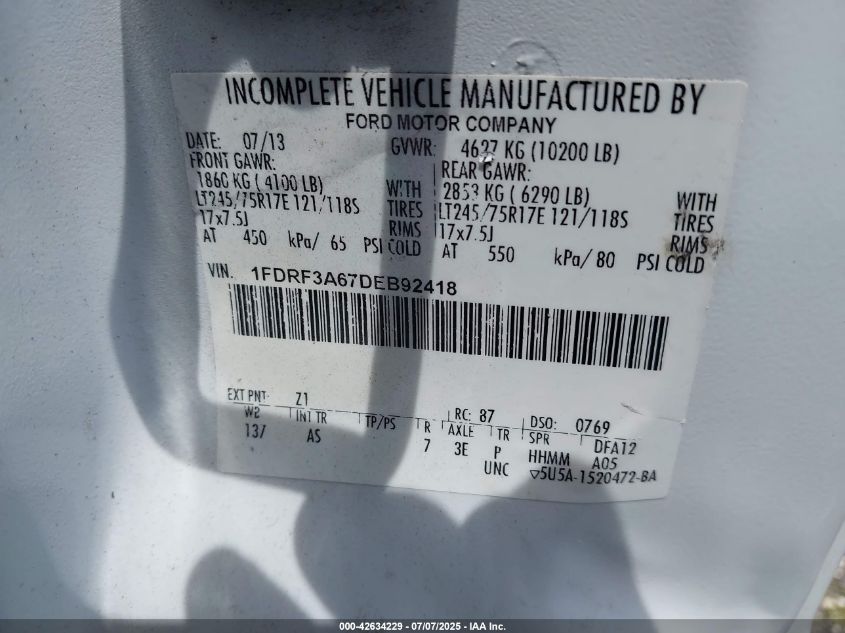 INCOMPLETE VEHICLE MANUFACTURED BY
FORD MOTOR COMPANY
DATE: 07/13 GVWR: 4627 KG (10200 LB)
FRONT GAWR: REAR GAWR:
1860 KG (4100 LB) WITH 2853 KG (6290 LB) WITH
LT245/75R17E 121/118S TIRES LT245/75R17E 121/118S TIRES
17x7.5J RIMS 17x7.5J RIMS
AT 450 kPa/ 65 PSI COLD AT 550 kPa/ 80 PSI COLD
VIN: 1FDRF3A67DEB92418
EXT PNT: Z1 RC: 87 DSO: 0769
WB INT TR TP/PS R AXLE TR SPR DFA12
137 AS 7 3E P HHMM A05
UNC ▽5U5A-1520472-BA
000-42634229 - 07/07/2025 - IAA Inc.